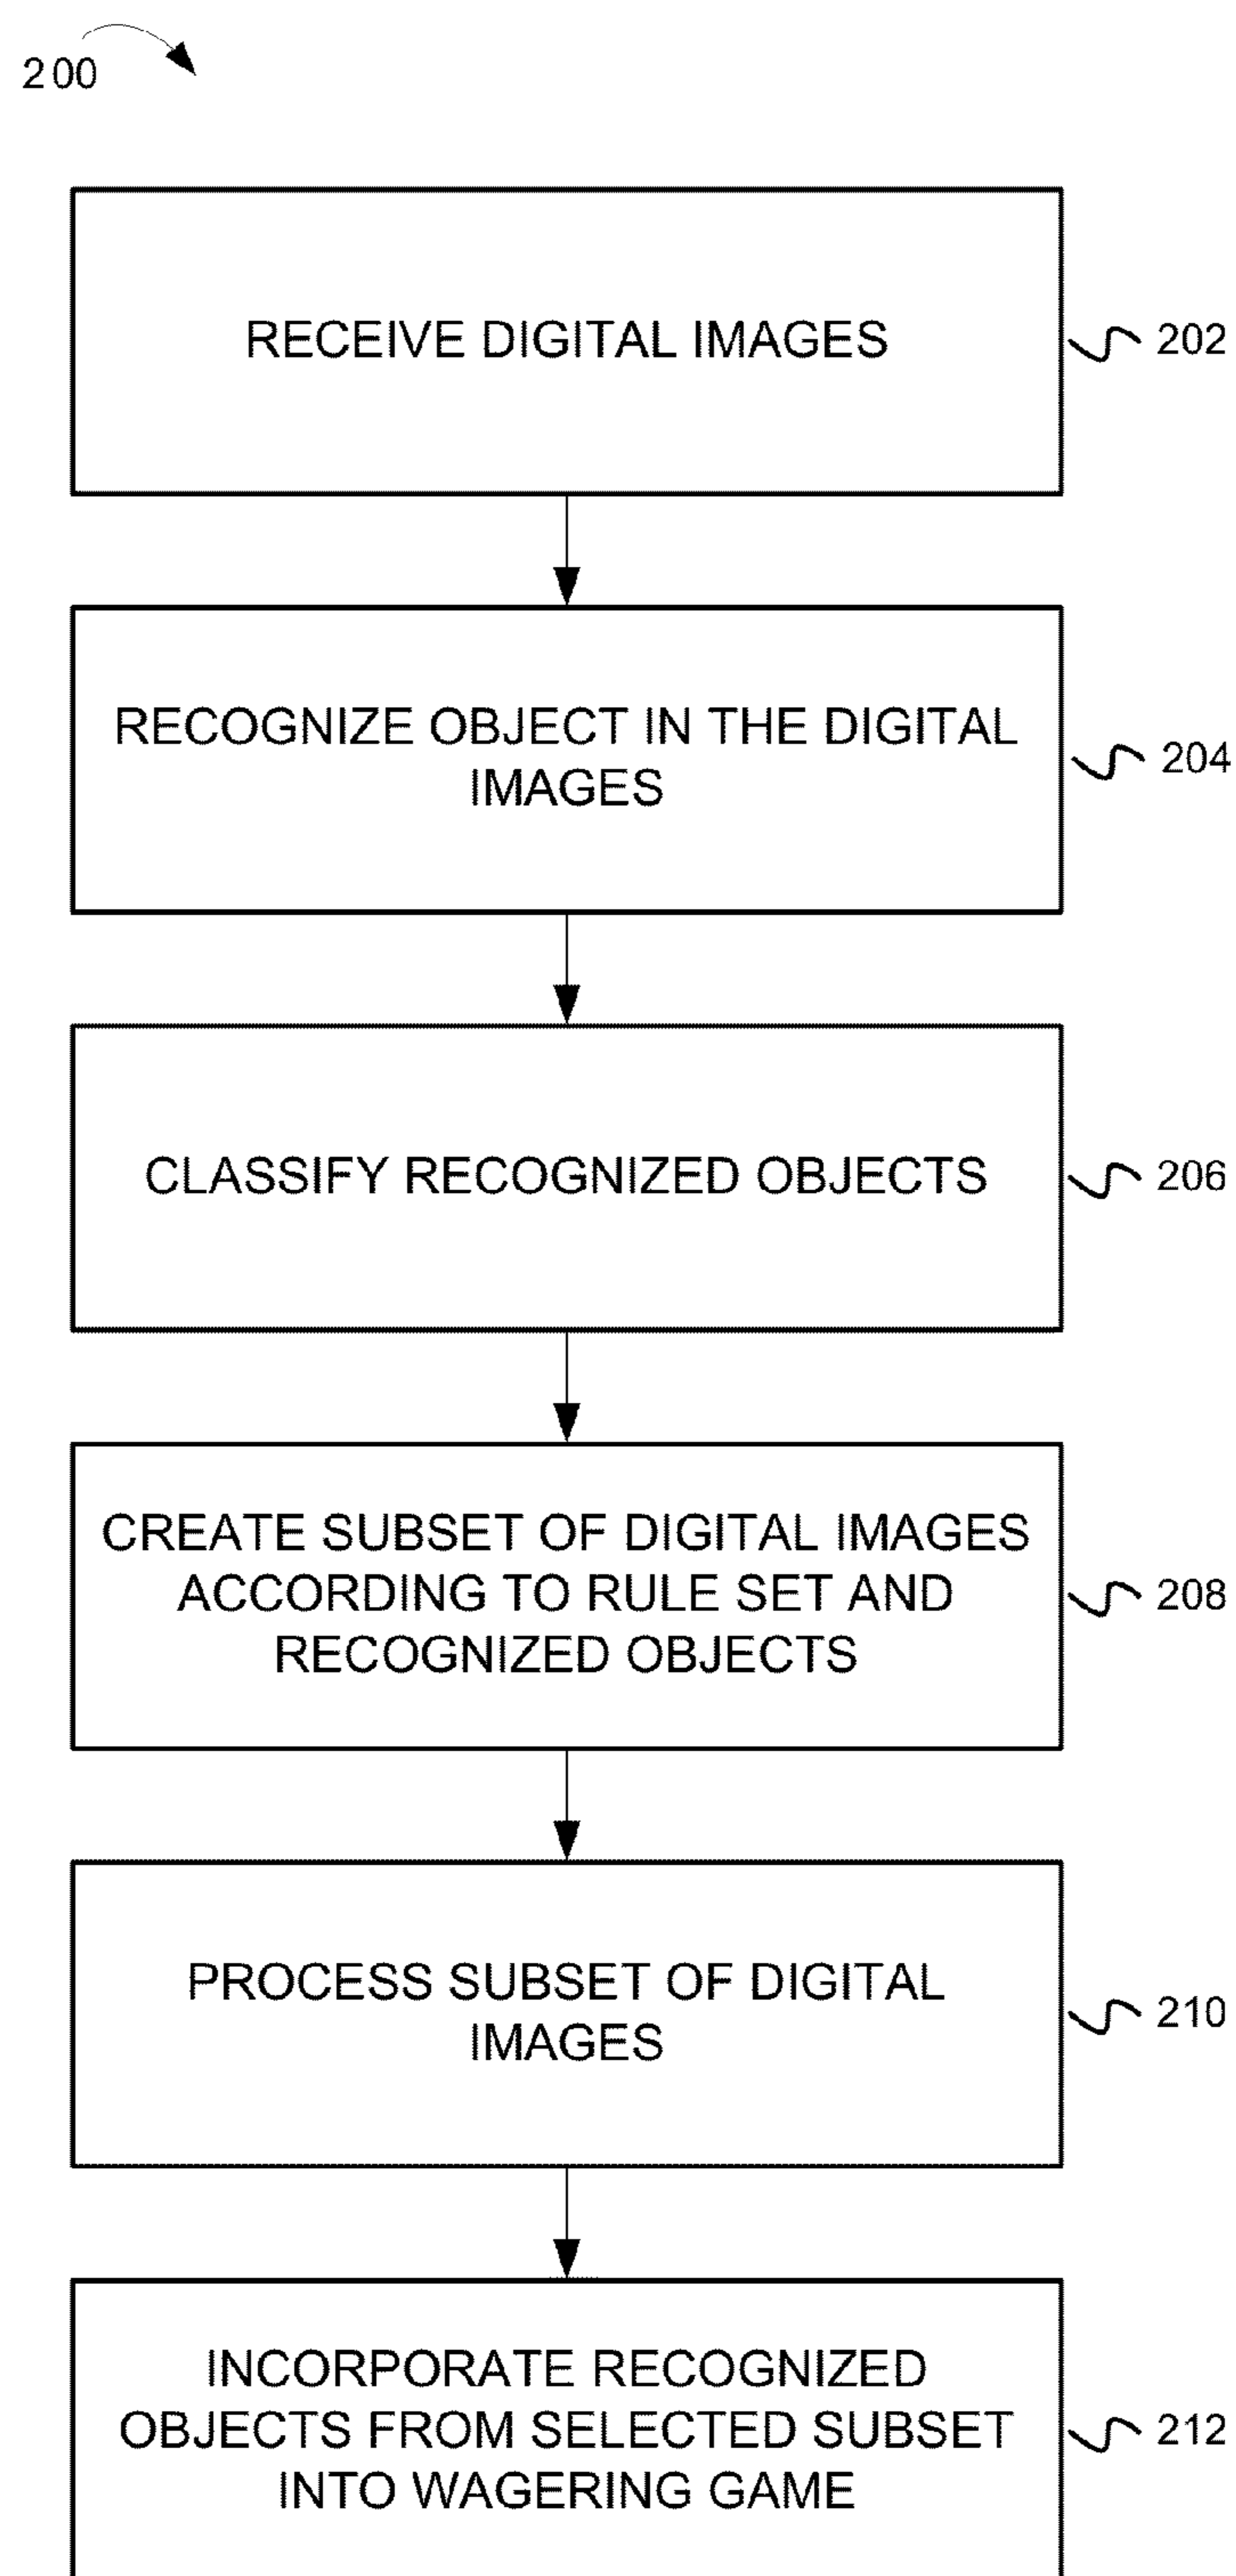 200
RECEIVE DIGITAL IMAGES
202
RECOGNIZE OBJECT IN THE DIGITAL
IMAGES
204
CLASSIFY RECOGNIZED OBJECTS
206
CREATE SUBSET OF DIGITAL IMAGES
ACCORDING TO RULE SET AND
RECOGNIZED OBJECTS
208
PROCESS SUBSET OF DIGITAL
IMAGES
210
INCORPORATE RECOGNIZED
OBJECTS FROM SELECTED SUBSET
INTO WAGERING GAME
212